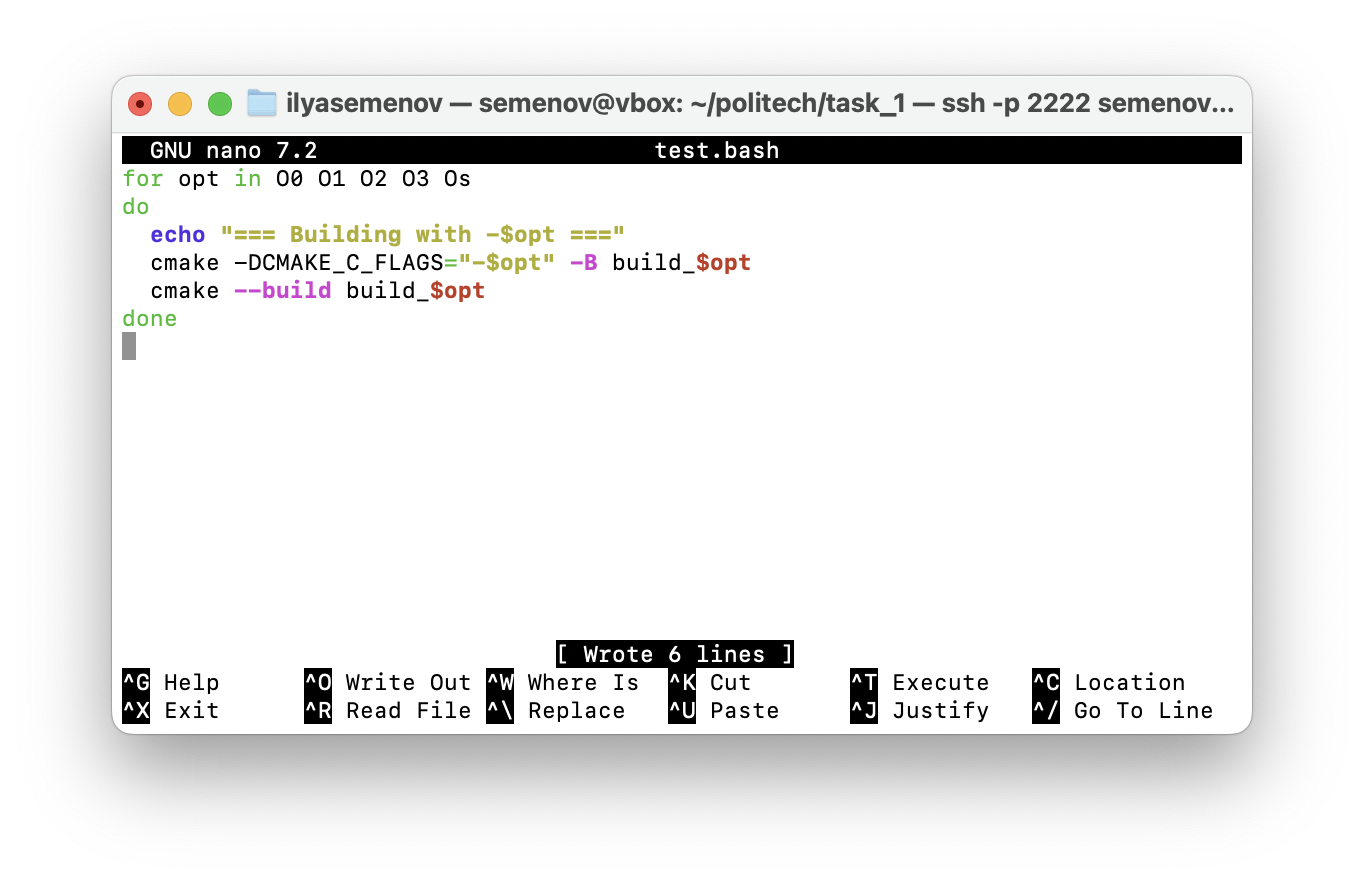 ilyasemenov — semenov@vbox: ~/politech/task_1 — ssh -p 2222 semenov...
GNU nano 7.2 test.bash
for opt in O0 O1 O2 O3 Os
do
  echo "=== Building with -$opt ==="
  cmake -DCMAKE_C_FLAGS="-$opt" -B build_$opt
  cmake --build build_$opt
done
[ Wrote 6 lines ]
^G Help ^O Write Out ^W Where Is ^K Cut ^T Execute ^C Location
^X Exit ^R Read File ^\ Replace ^U Paste ^J Justify ^/ Go To Line